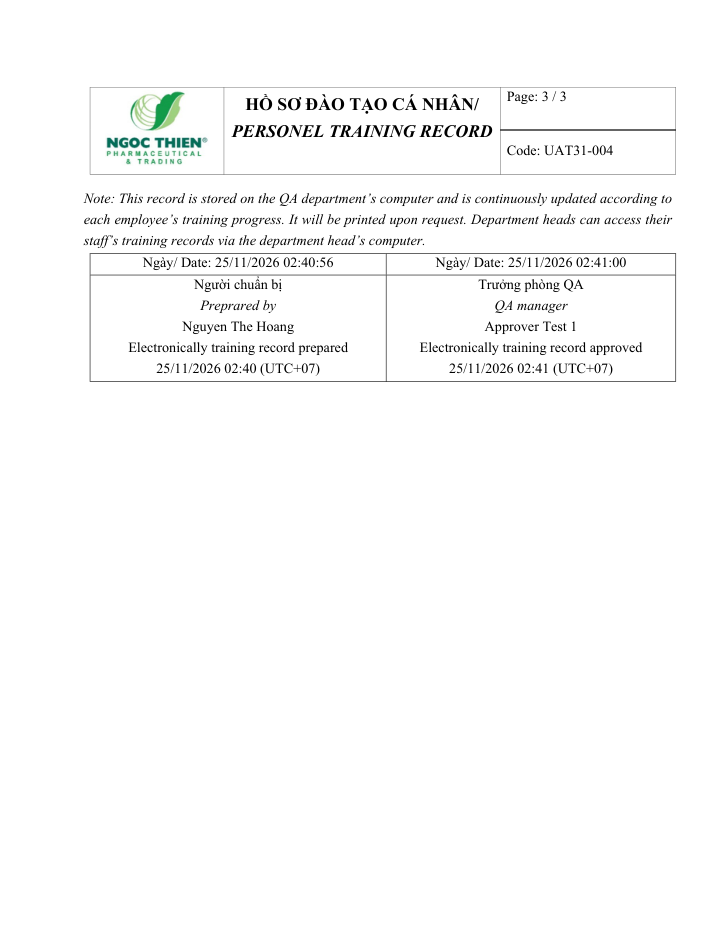 NGOC THIEN®
PHARMACEUTICAL
& TRADING
HỒ SƠ ĐÀO TẠO CÁ NHÂN/
PERSONEL TRAINING RECORD
Page: 3 / 3
Code: UAT31-004
Note: This record is stored on the QA department’s computer and is continuously updated according to
each employee’s training progress. It will be printed upon request. Department heads can access their
staff’s training records via the department head’s computer.
Ngày/ Date: 25/11/2026 02:40:56
Ngày/ Date: 25/11/2026 02:41:00
Người chuẩn bị
Preprared by
Nguyen The Hoang
Electronically training record prepared
25/11/2026 02:40 (UTC+07)
Trưởng phòng QA
QA manager
Approver Test 1
Electronically training record approved
25/11/2026 02:41 (UTC+07)